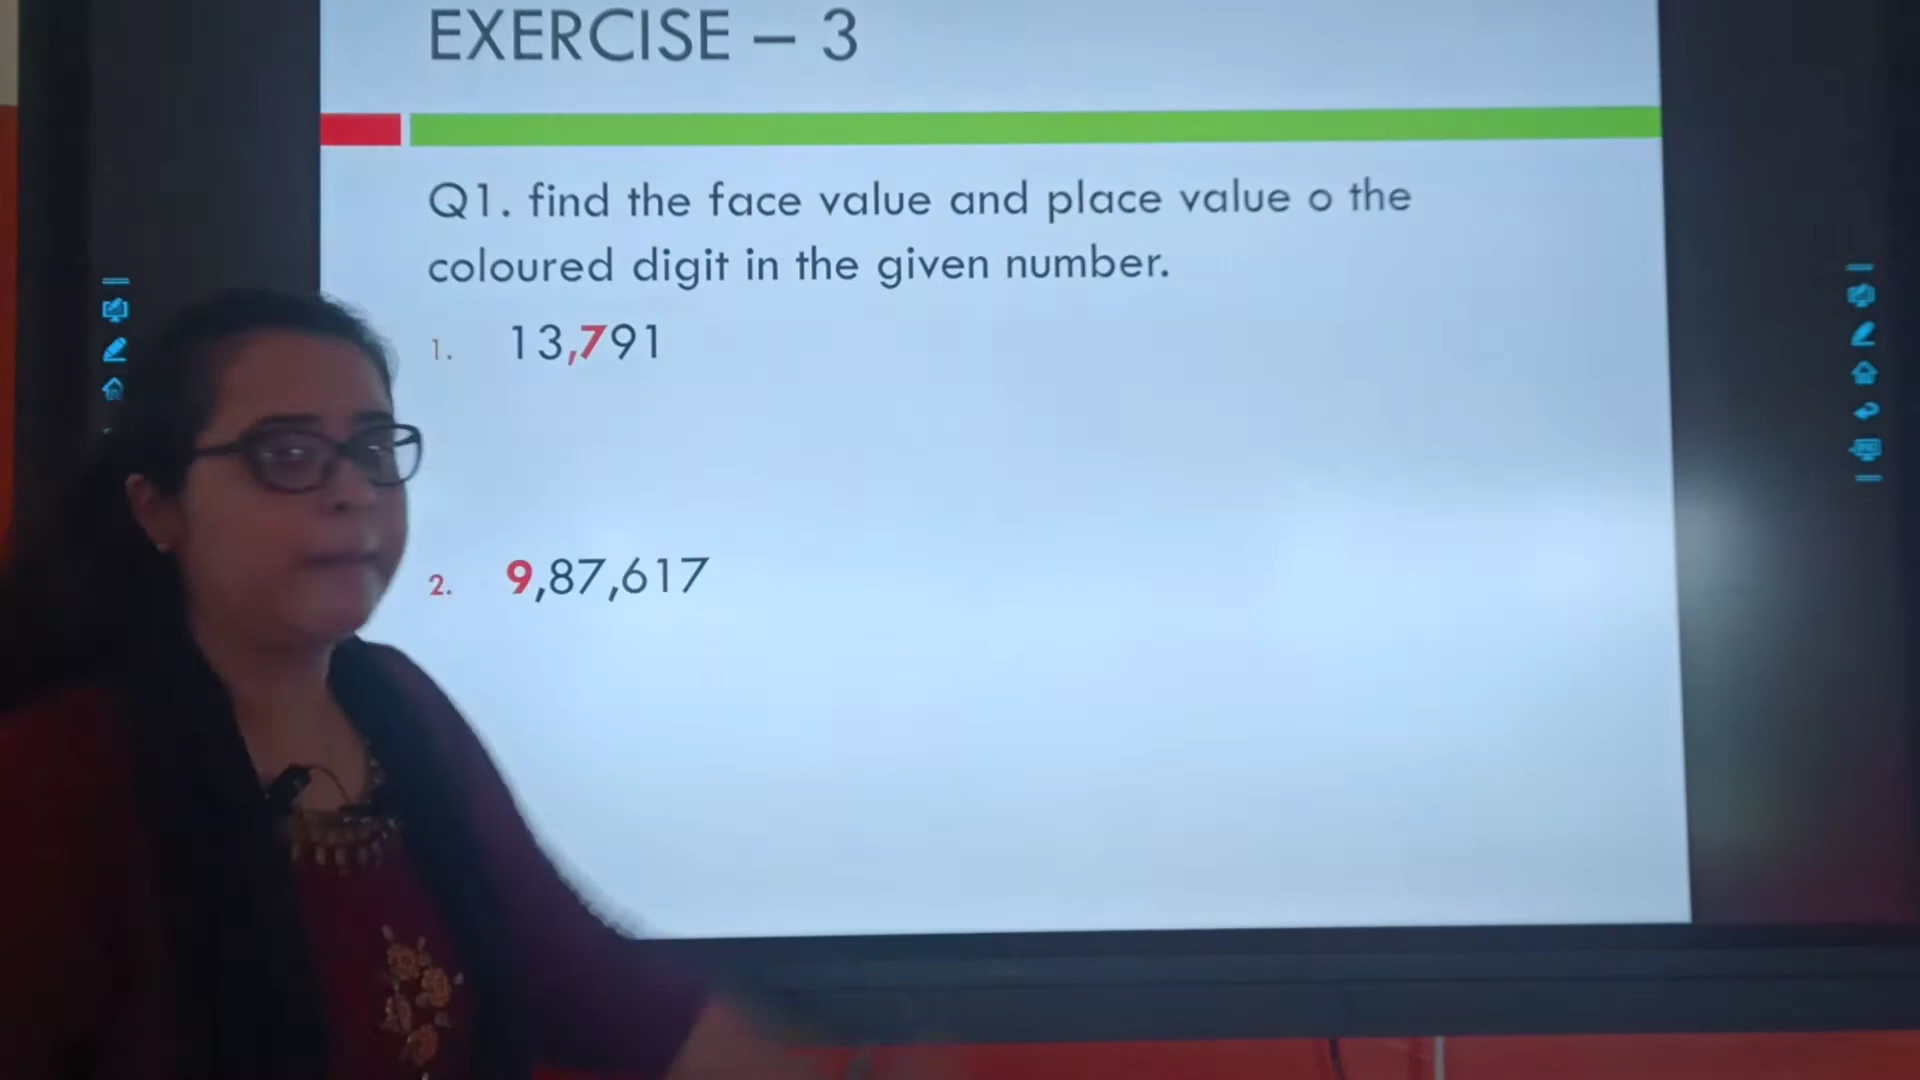 EXERCISE – 3
Q1. find the face value and place value o the
coloured digit in the given number.
1. 13,791
2. 9,87,617